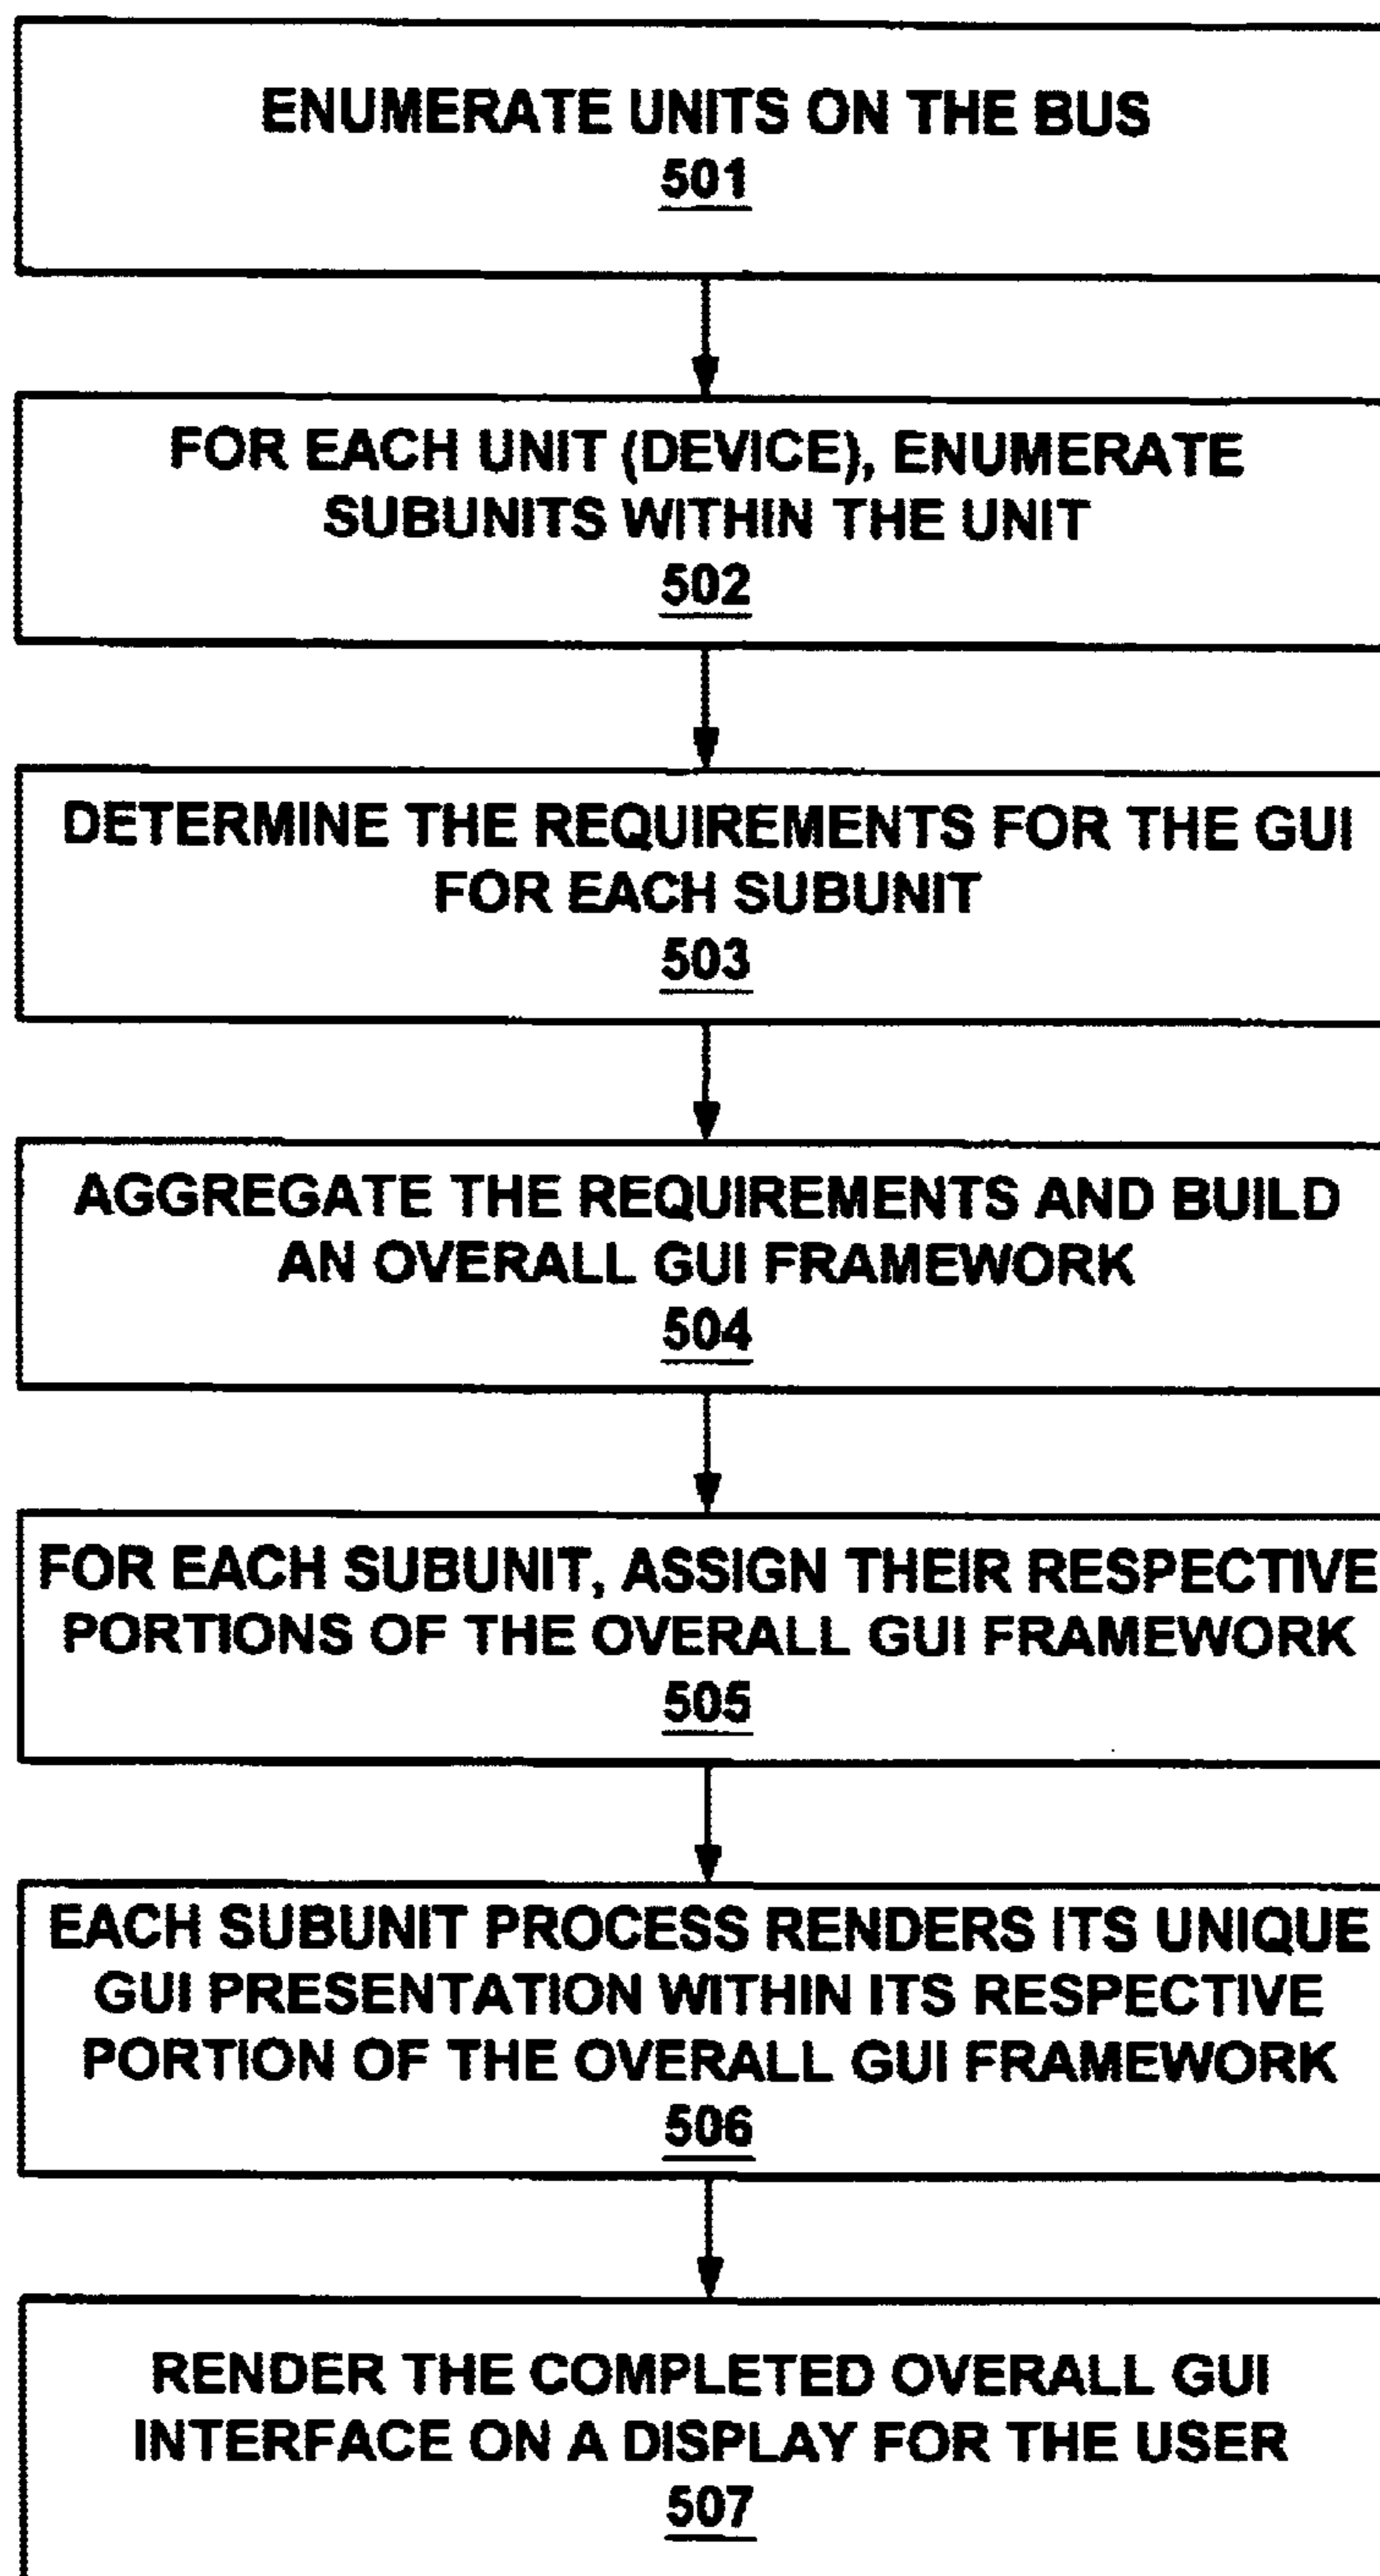 ENUMERATE UNITS ON THE BUS
501
FOR EACH UNIT (DEVICE), ENUMERATE
SUBUNITS WITHIN THE UNIT
502
DETERMINE THE REQUIREMENTS FOR THE GUI
FOR EACH SUBUNIT
503
AGGREGATE THE REQUIREMENTS AND BUILD
AN OVERALL GUI FRAMEWORK
504
FOR EACH SUBUNIT, ASSIGN THEIR RESPECTIVE
PORTIONS OF THE OVERALL GUI FRAMEWORK
505
EACH SUBUNIT PROCESS RENDERS ITS UNIQUE
GUI PRESENTATION WITHIN ITS RESPECTIVE
PORTION OF THE OVERALL GUI FRAMEWORK
506
RENDER THE COMPLETED OVERALL GUI
INTERFACE ON A DISPLAY FOR THE USER
507